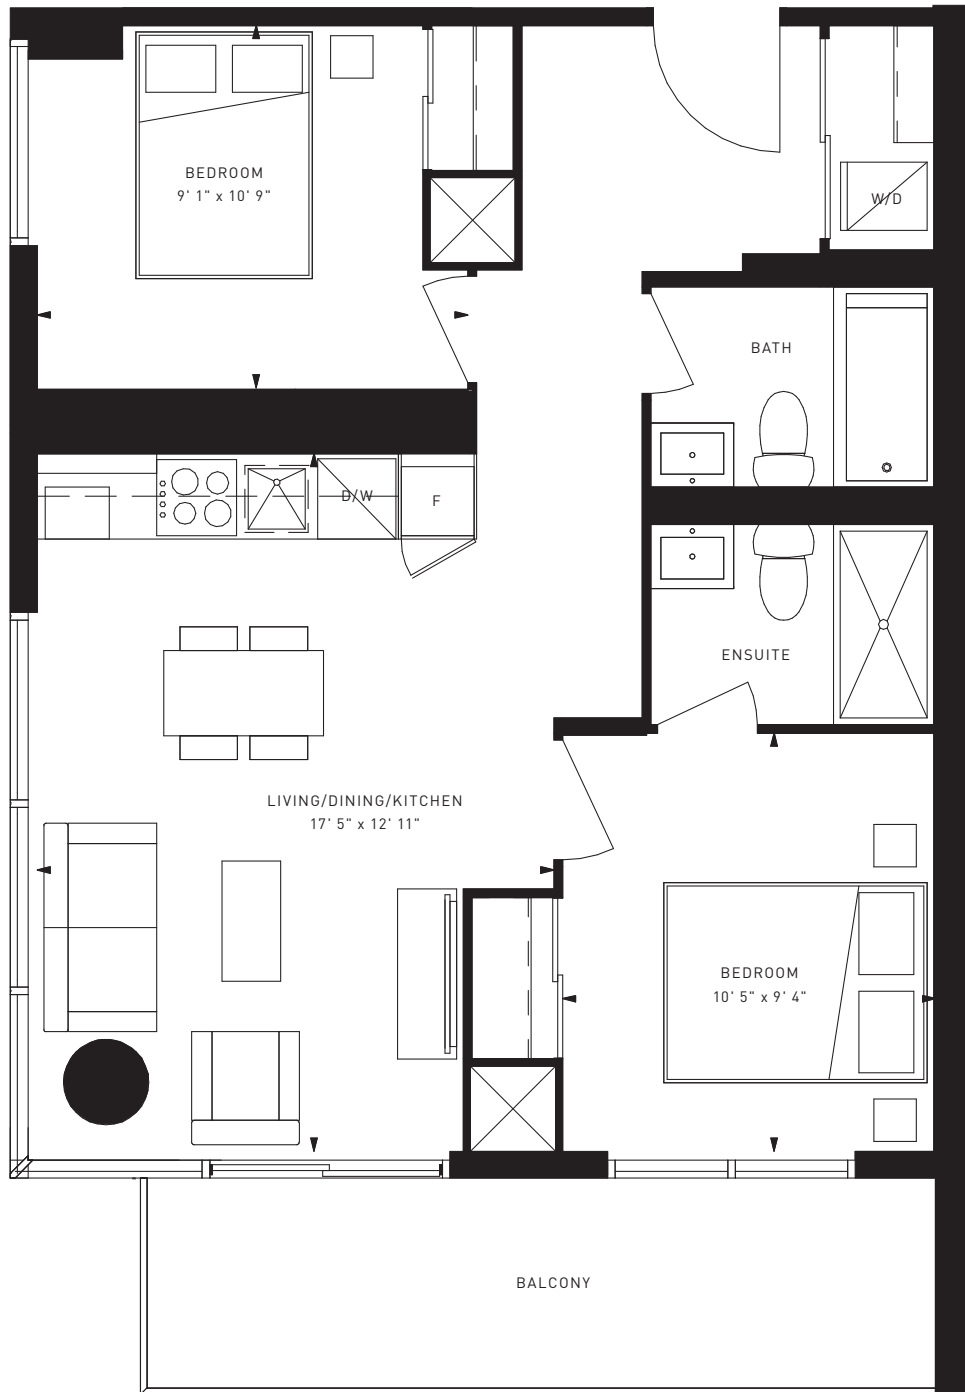 BEDROOM
9' 1" x 10' 9"
W/D
BATH
D/W
F
ENSUITE
LIVING/DINING/KITCHEN
17' 5" x 12' 11"
BEDROOM
10' 5" x 9' 4"
BALCONY